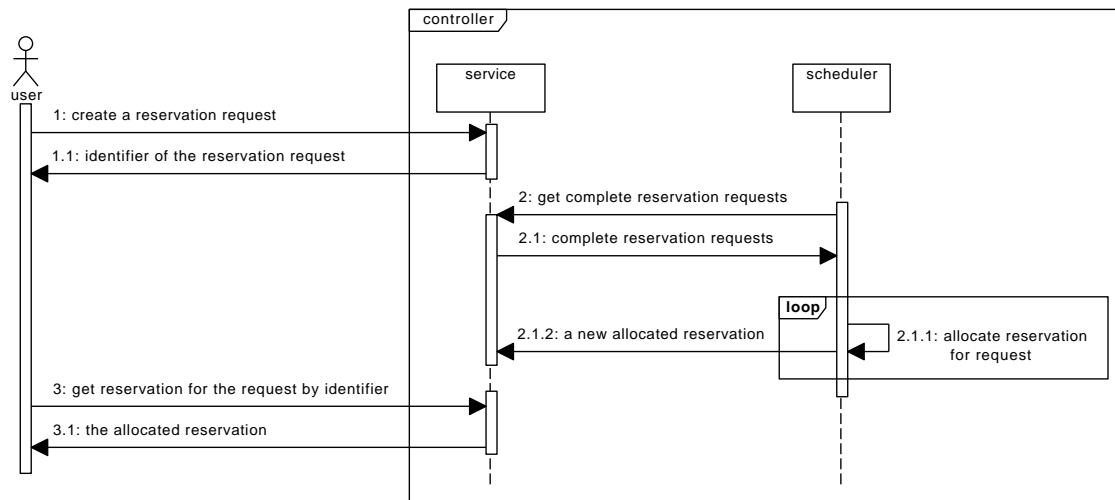 controller
user
service
scheduler
1: create a reservation request
1.1: identifier of the reservation request
2: get complete reservation requests
2.1: complete reservation requests
loop
2.1.1: allocate reservation
for request
2.1.2: a new allocated reservation
3: get reservation for the request by identifier
3.1: the allocated reservation